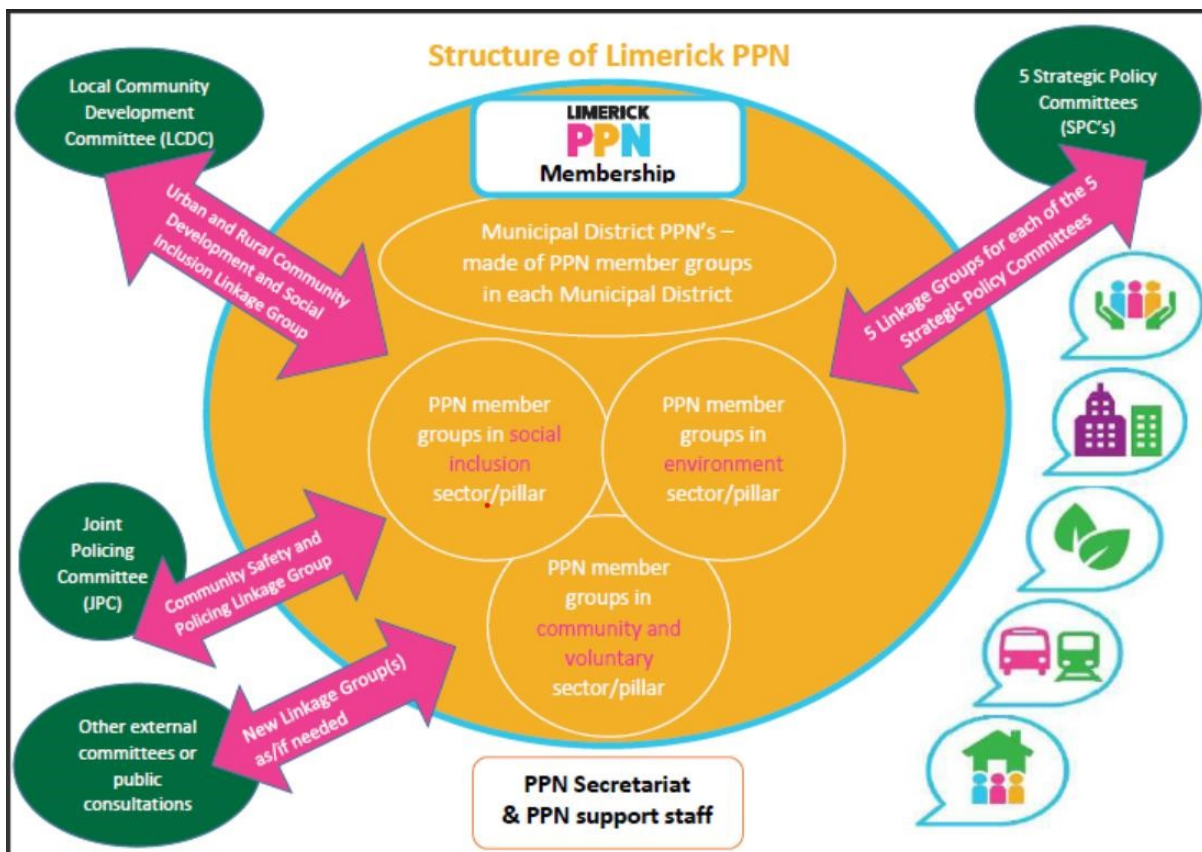 Structure of Limerick PPN
Local Community
Development
Committee (LCDC)
5 Strategic Policy
Committees
(SPC's)
LIMERICK
PPN
Membership
Urban and Rural Community
Development and Social
Inclusion Linkage Group
5 Linkage Groups for each of the 5
Strategic Policy Committees
Municipal District PPN's –
made of PPN member groups
in each Municipal District
PPN member
groups in social
inclusion
sector/pillar
PPN member
groups in
environment
sector/pillar
Joint
Policing
Committee
(JPC)
Community Safety and
Policing Linkage Group
PPN member
groups in
community and
voluntary
sector/pillar
New Linkage Group(s)
as/if needed
Other external
committees or
public
consultations
PPN Secretariat
& PPN support staff